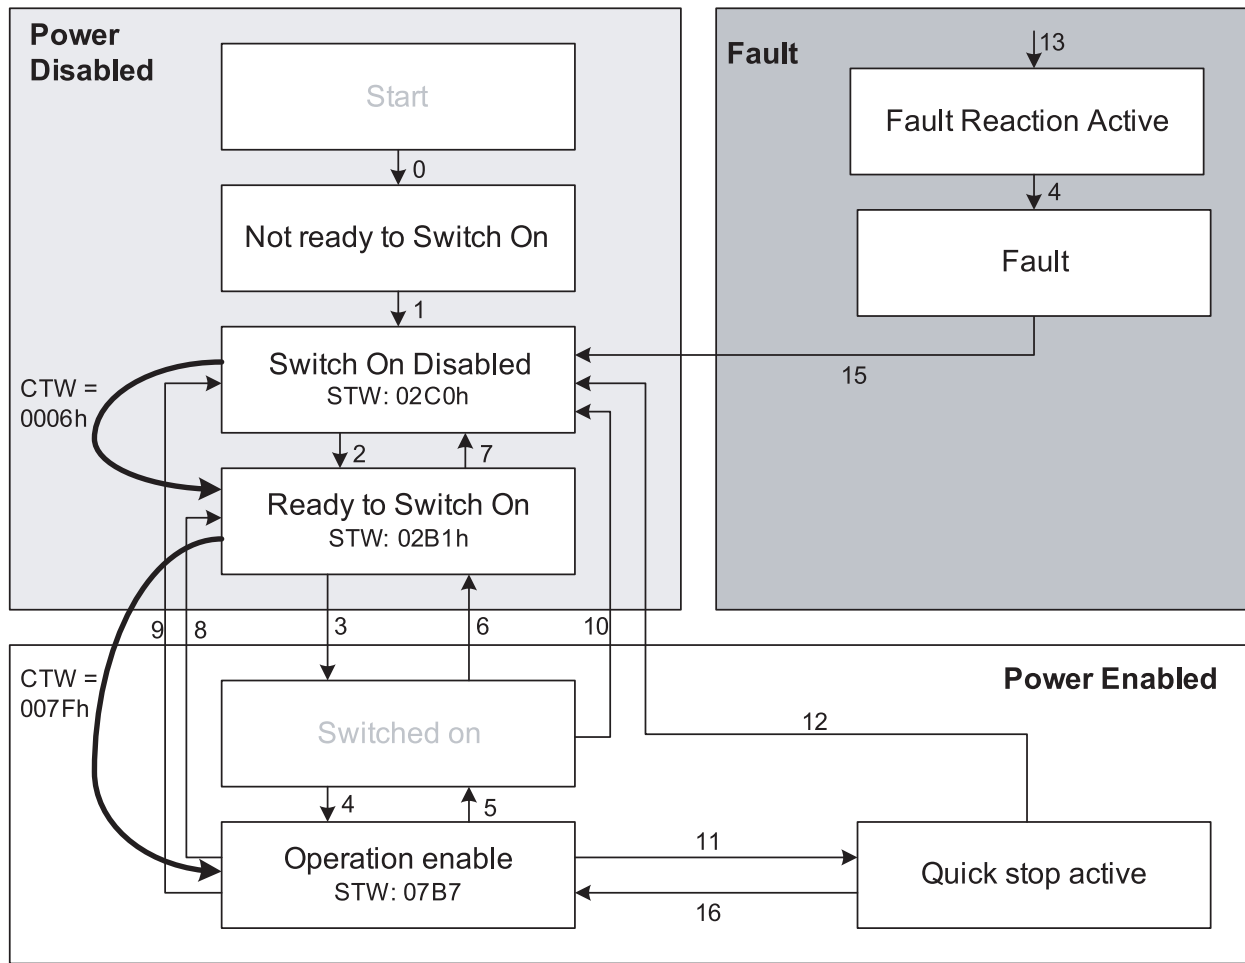 Power
Disabled
Start
0
Not ready to Switch On
1
Switch On Disabled
STW: 02C0h
CTW =
0006h
2
7
Ready to Switch On
STW: 02B1h
9
8
3
6
10
CTW =
007Fh
Fault
13
Fault Reaction Active
4
Fault
15
Power Enabled
Switched on
12
4
5
Operation enable
STW: 07B7
11
16
Quick stop active